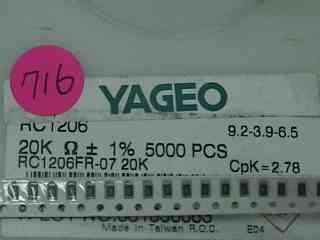 716
YAGEO
RC1206
9.2-3.9-6.5
20K Ω ± 1% 5000 PCS
RC1206FR-07 20K
CpK=2.78
Made in Taiwan R.O.C.
E04